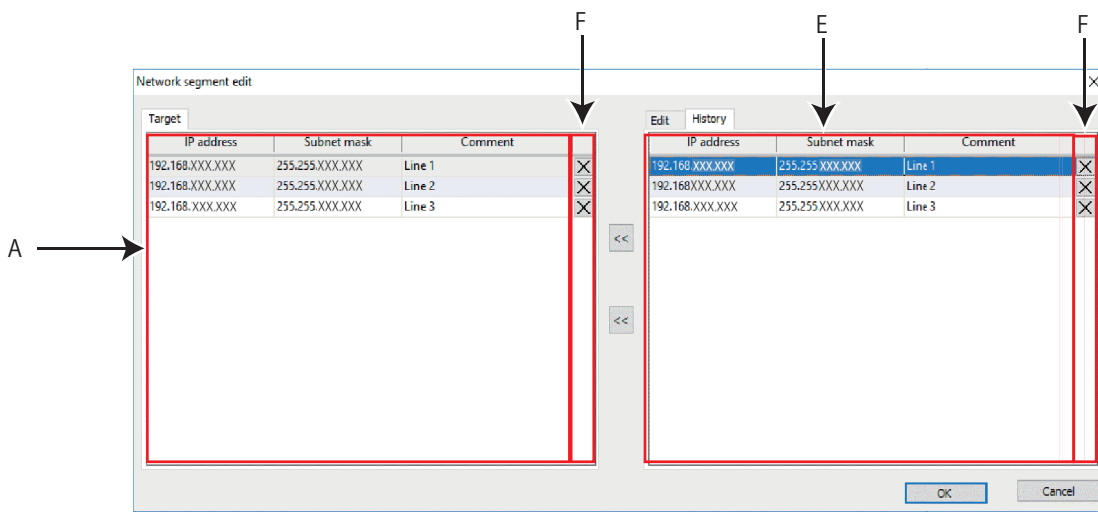 F E F
Network segment edit X
Target Edit History
IP address Subnet mask Comment IP address Subnet mask Comment
192.168.XXX.XXX 255.255.XXX.XXX Line 1 X 192.168.XXX.XXX 255.255.XXX.XXX Line 1 X
192.168.XXX.XXX 255.255.XXX.XXX Line 2 X 192.168XXX.XXX 255.255XXX.XXX Line 2 X
192.168.XXX.XXX 255.255.XXX.XXX Line 3 X 192.168.XXX.XXX 255.255.XXX.XXX Line 3 X
<<
A
<<
OK Cancel